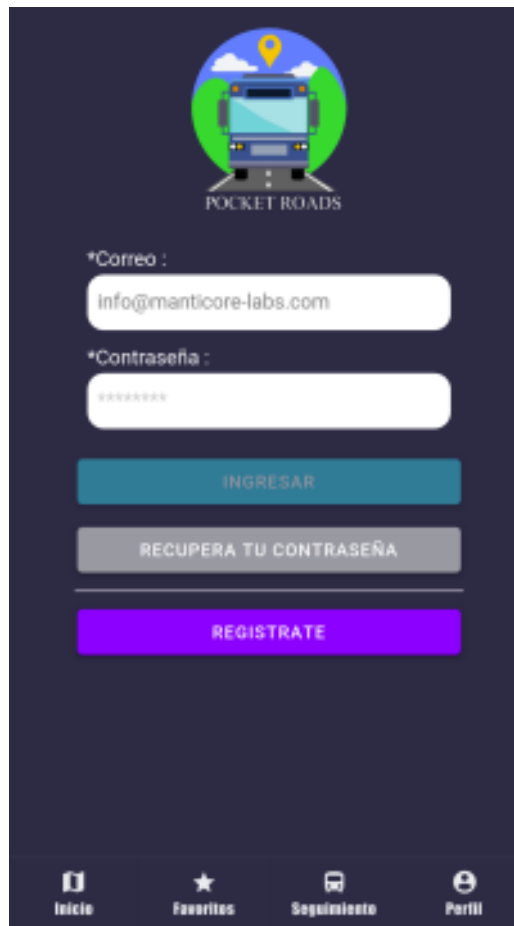 POCKET ROADS
*Correo :
info@manticore-labs.com
*Contraseña :
********
INGRESAR
RECUPERA TU CONTRASEÑA
REGISTRATE
Inicio Favoritos Seguimiento Perfil